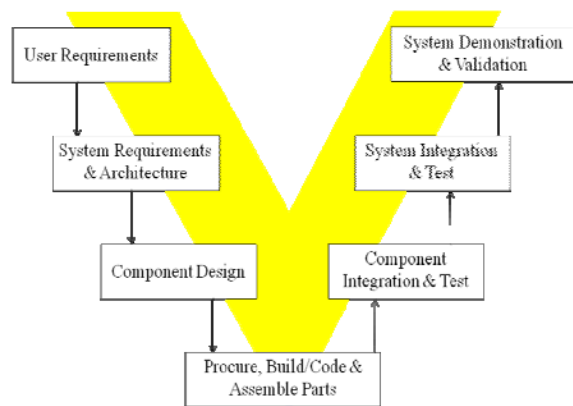 User Requirements
System Requirements
& Architecture
Component Design
Procure, Build/Code &
Assemble Parts
Component
Integration & Test
System Integration
& Test
System Demonstration
& Validation